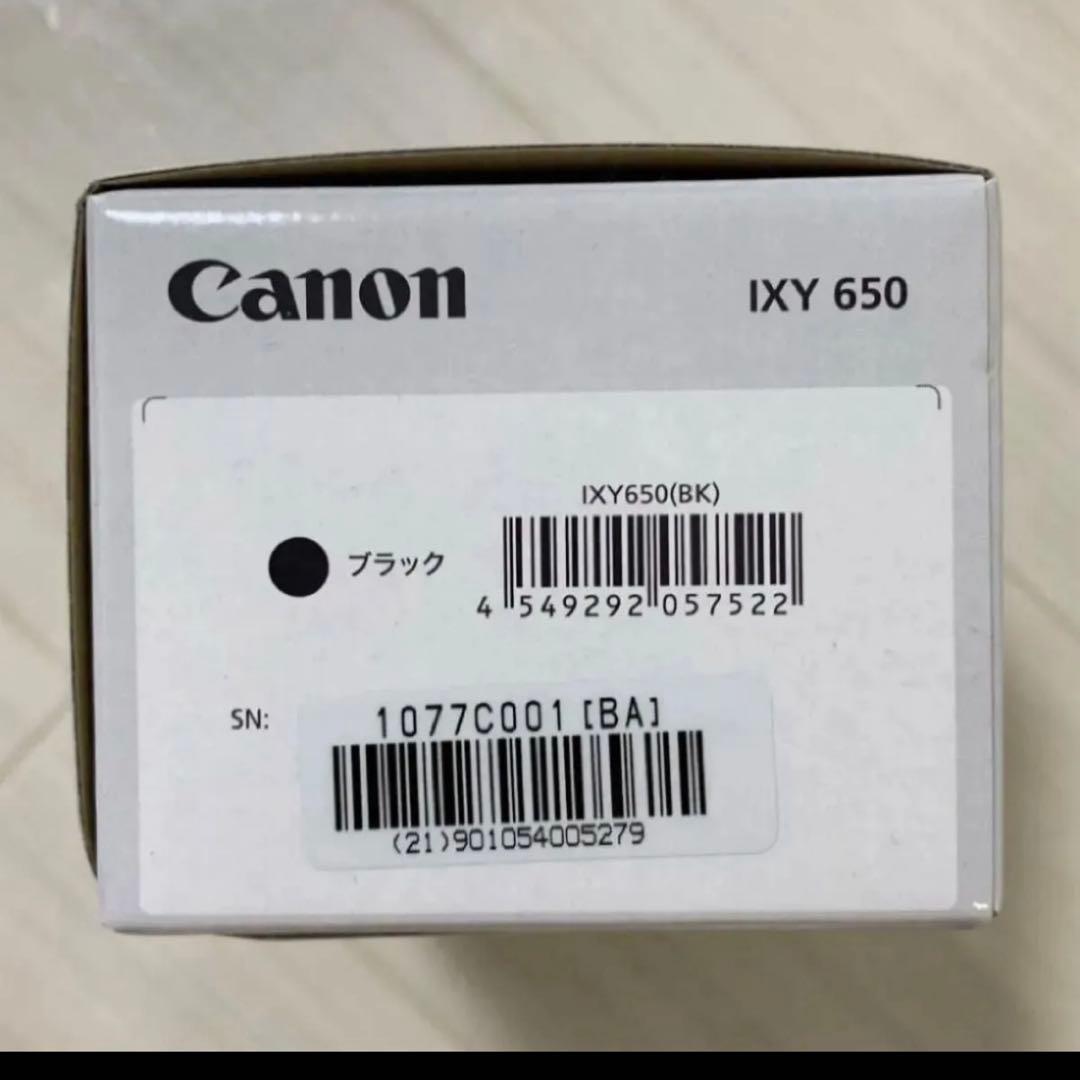 Canon IXY 650
IXY650(BK)
ブラック
4 549292 057522
SN: 1077C001 [BA]
(21)901054005279